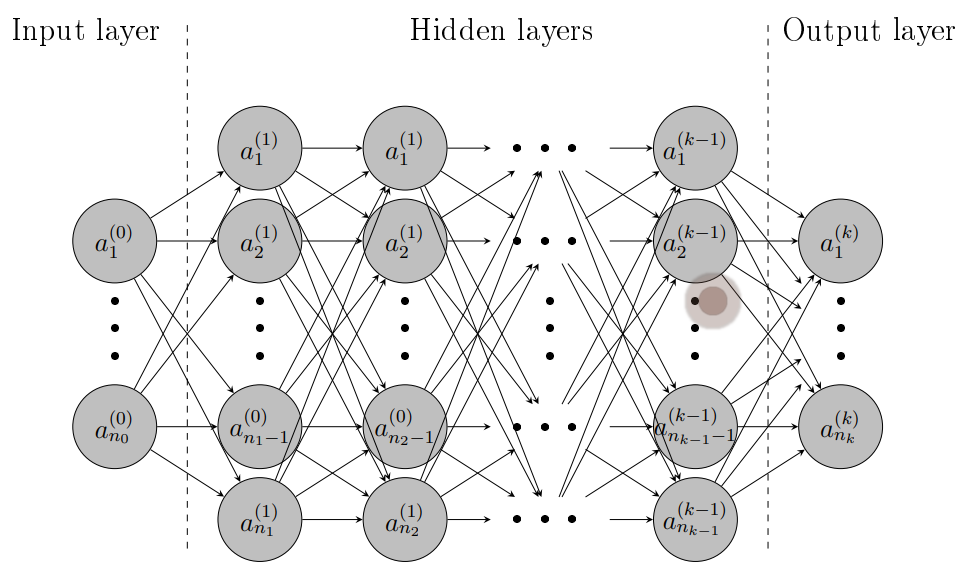 Input layer Hidden layers Output layer
a_1^{(1)} a_1^{(1)} a_1^{(k-1)}
a_1^{(0)} a_2^{(1)} a_2^{(1)} a_2^{(k-1)} a_1^{(k)}
a_{n_0}^{(0)} a_{n_1-1}^{(0)} a_{n_2-1}^{(0)} a_{n_{k-1}-1}^{(k-1)} a_{n_k}^{(k)}
a_{n_1}^{(1)} a_{n_2}^{(1)} a_{n_{k-1}}^{(k-1)}